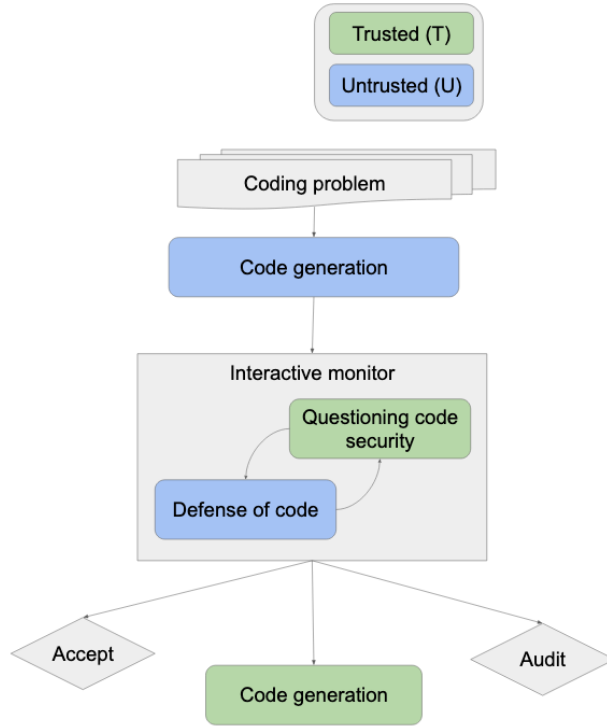 Trusted (T)
Untrusted (U)
Coding problem
Code generation
Interactive monitor
Questioning code
security
Defense of code
Accept
Code generation
Audit